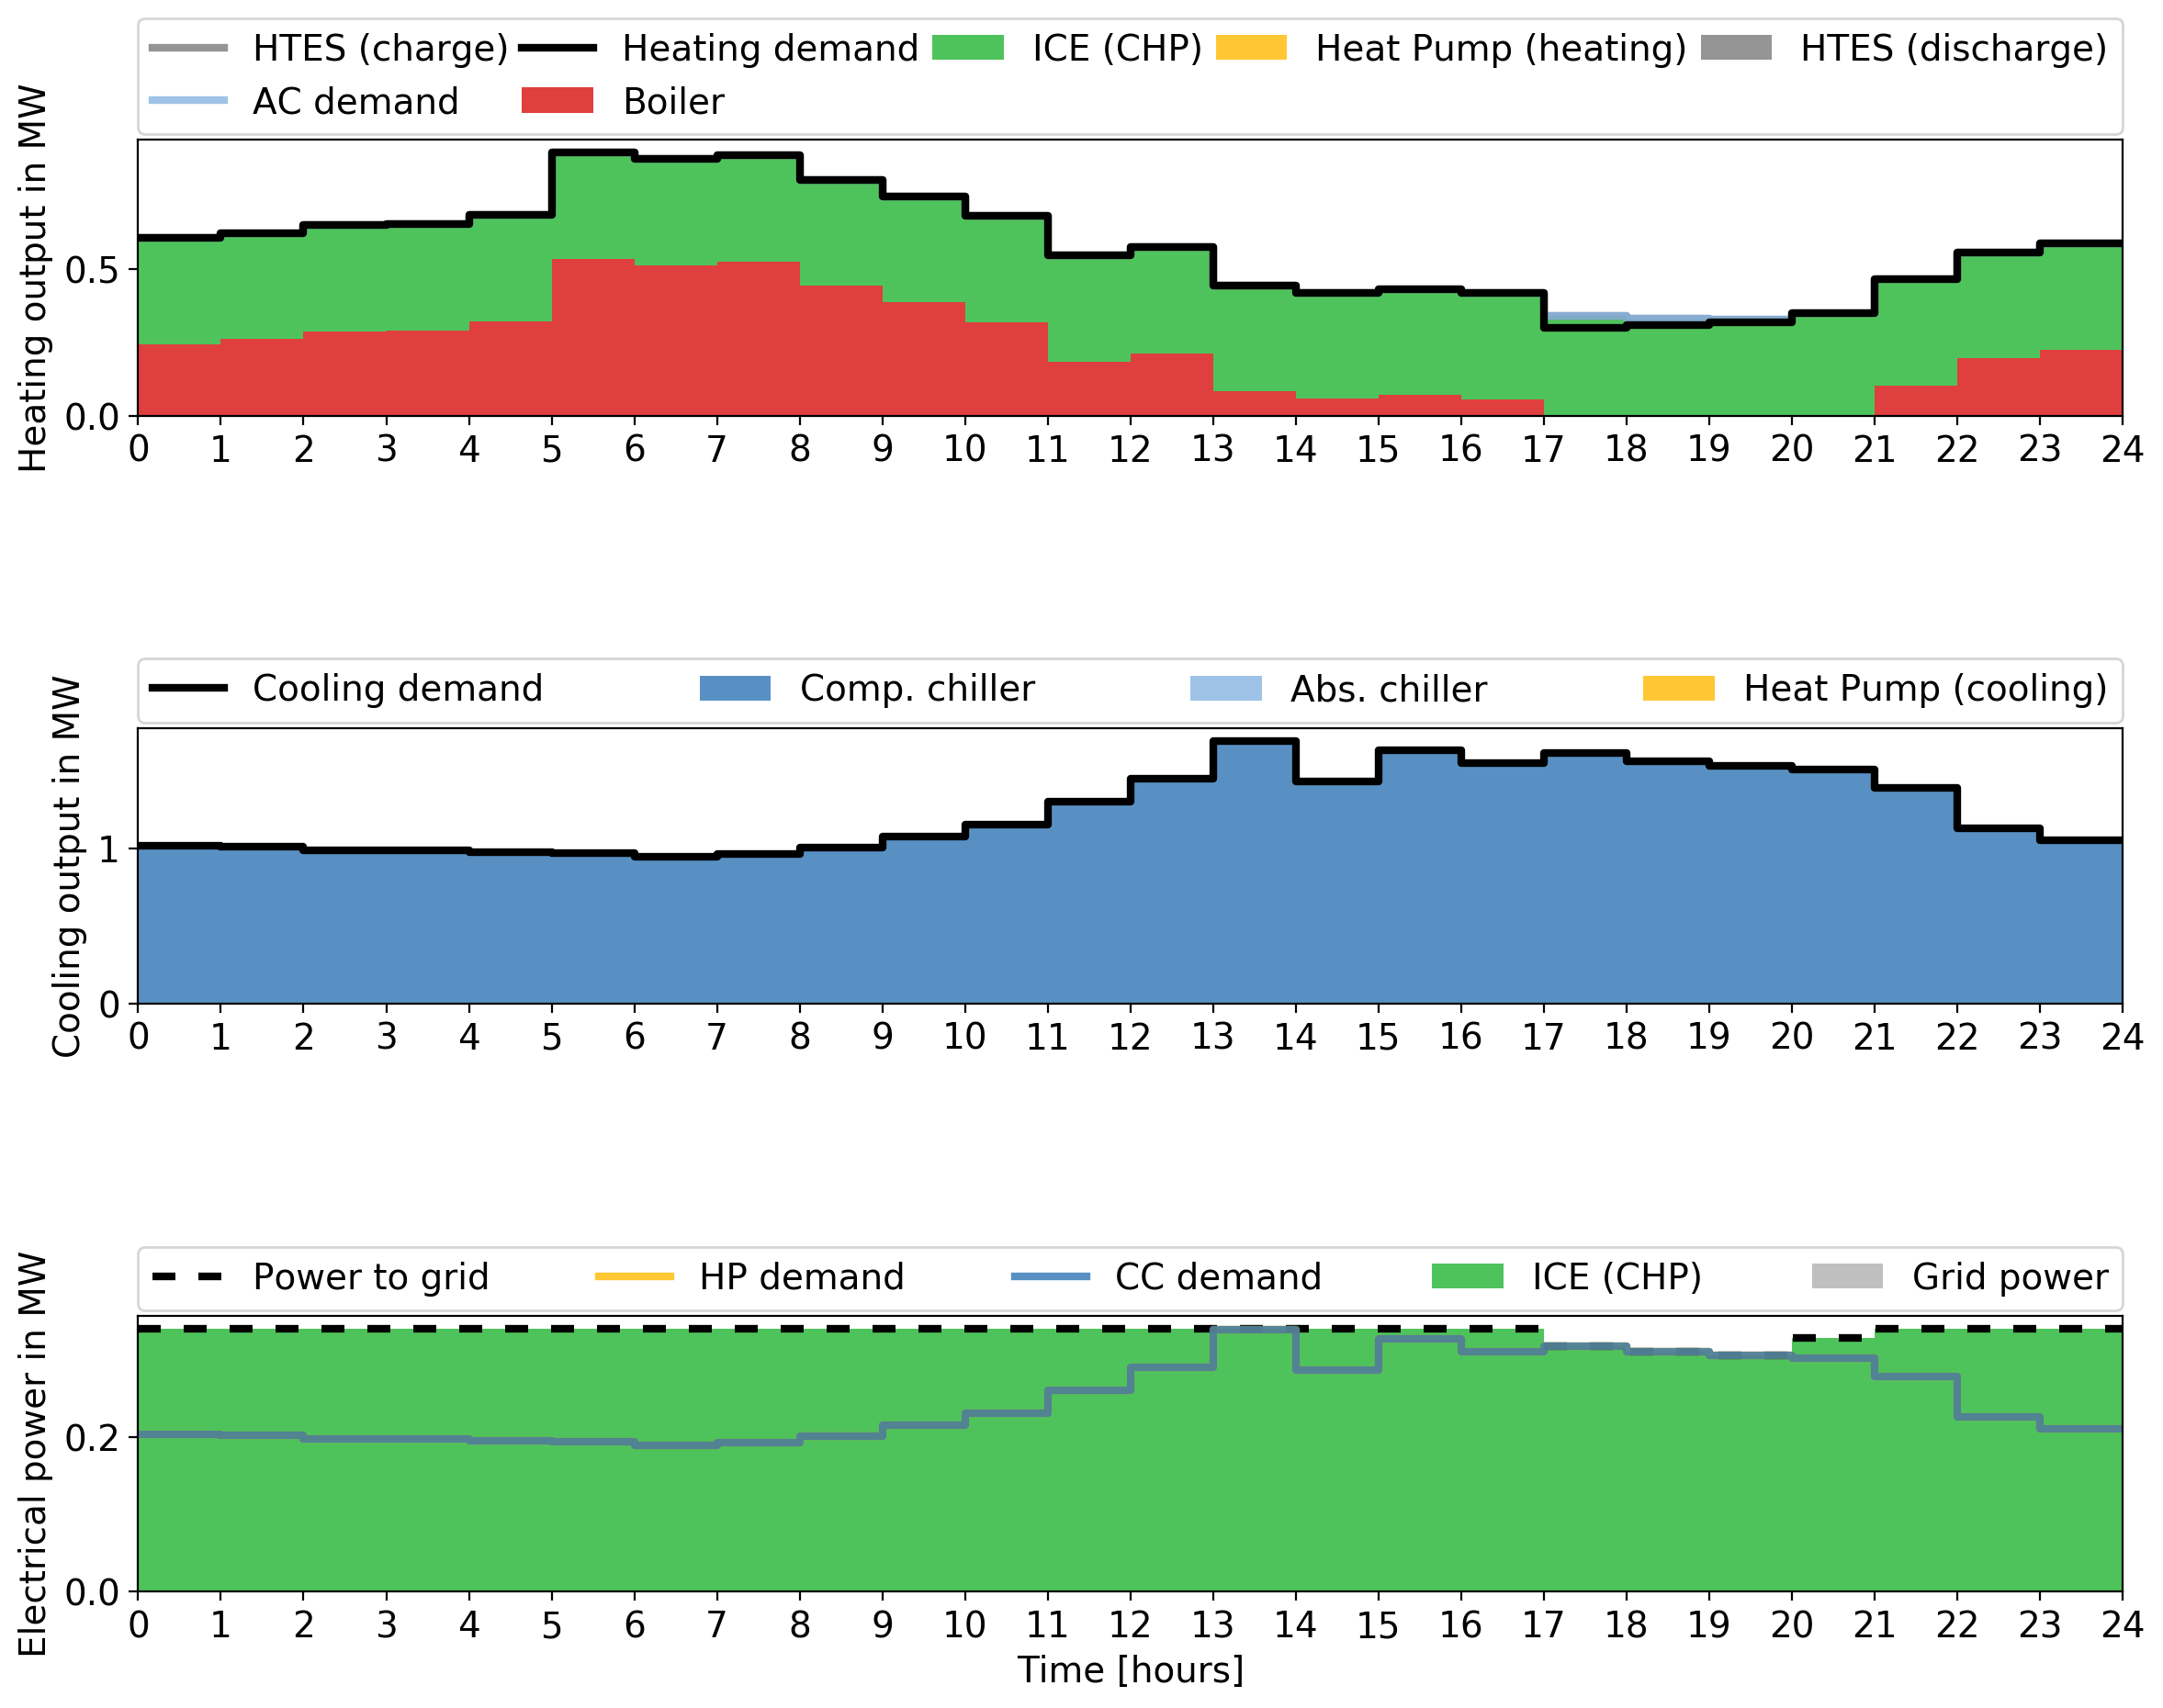 HTES (charge) Heating demand ICE (CHP) Heat Pump (heating) HTES (discharge)
AC demand Boiler
Heating output in MW
0.5
0.0
0 1 2 3 4 5 6 7 8 9 10 11 12 13 14 15 16 17 18 19 20 21 22 23 24
Cooling demand Comp. chiller Abs. chiller Heat Pump (cooling)
Cooling output in MW
1
0
0 1 2 3 4 5 6 7 8 9 10 11 12 13 14 15 16 17 18 19 20 21 22 23 24
Power to grid HP demand CC demand ICE (CHP) Grid power
Electrical power in MW
0.2
0.0
0 1 2 3 4 5 6 7 8 9 10 11 12 13 14 15 16 17 18 19 20 21 22 23 24
Time [hours]